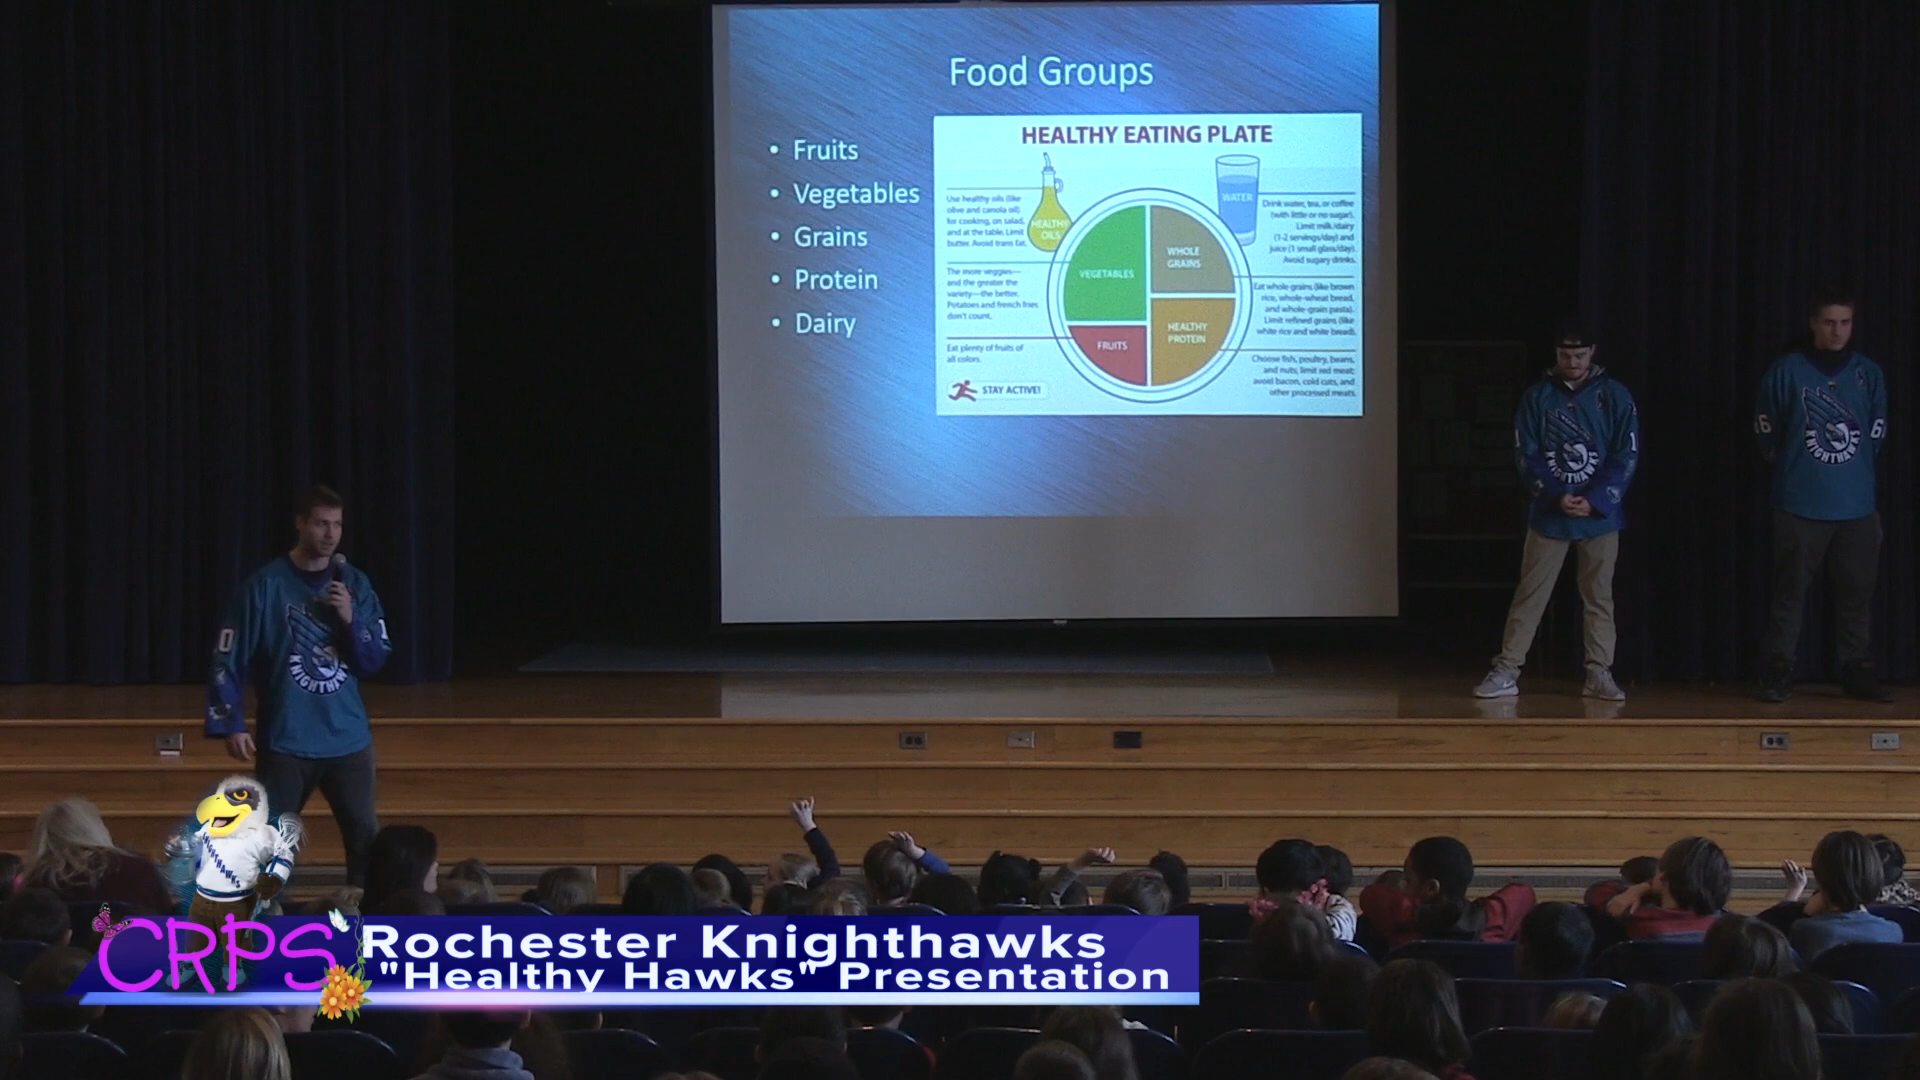 Food Groups
• Fruits
• Vegetables
• Grains
• Protein
• Dairy
HEALTHY EATING PLATE
Use healthy oils (like
olive and canola oil)
for cooking, on salad,
and at the table. Limit
butter. Avoid trans fat.
HEALTHY
OILS
The more veggies—
and the greater the
variety—the better.
Potatoes and french fries
don't count.
Eat plenty of fruits of
all colors.
STAY ACTIVE!
VEGETABLES
FRUITS
WHOLE
GRAINS
HEALTHY
PROTEIN
WATER
Drink water, tea, or coffee
(with little or no sugar).
Limit milk/dairy
(1-2 servings/day) and
juice (1 small glass/day).
Avoid sugary drinks.
Eat whole grains (like brown
rice, whole-wheat bread,
and whole-grain pasta).
Limit refined grains (like
white rice and white bread).
Choose fish, poultry, beans,
and nuts; limit red meat;
avoid bacon, cold cuts, and
other processed meats.
1
1
KNIGHTHAWKS
6
6
KNIGHTHAWKS
0
1
KNIGHTHAWKS
KNIGHTHAWKS
CRPS
Rochester Knighthawks
"Healthy Hawks" Presentation